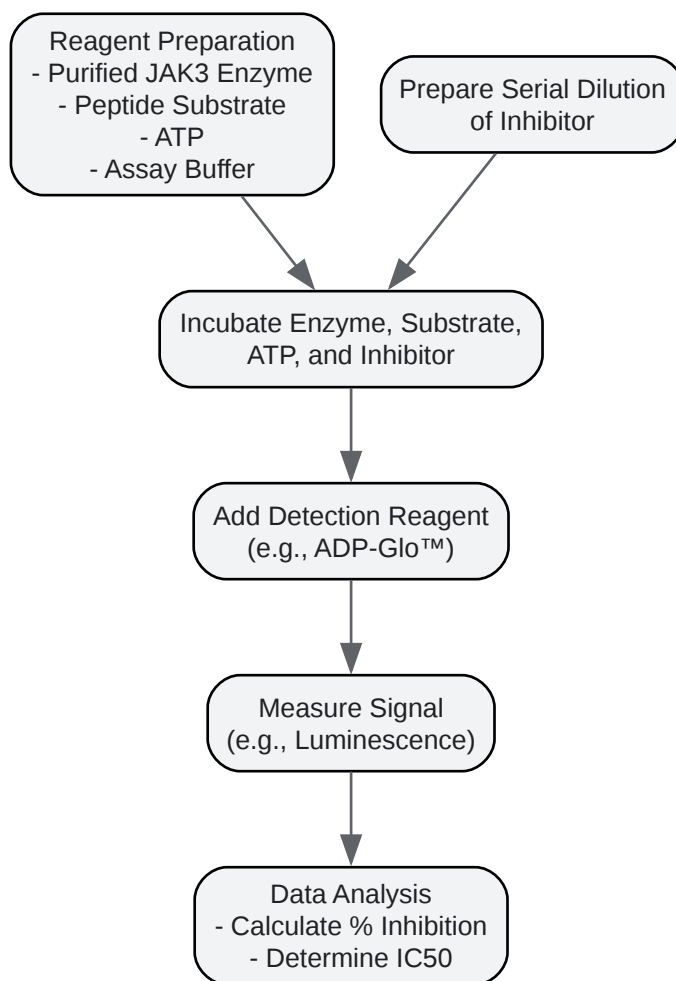 Reagent Preparation
- Purified JAK3 Enzyme
- Peptide Substrate
- ATP
- Assay Buffer
Prepare Serial Dilution
of Inhibitor
Incubate Enzyme, Substrate,
ATP, and Inhibitor
Add Detection Reagent
(e.g., ADP-Glo™)
Measure Signal
(e.g., Luminescence)
Data Analysis
- Calculate % Inhibition
- Determine IC50